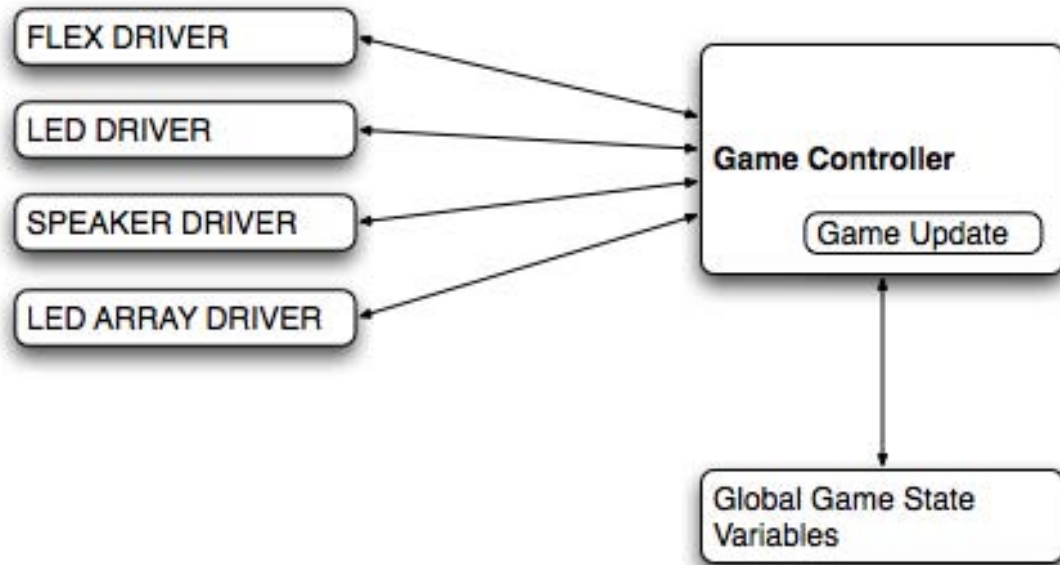 FLEX DRIVER
LED DRIVER
SPEAKER DRIVER
LED ARRAY DRIVER
Game Controller
Game Update
Global Game State
Variables